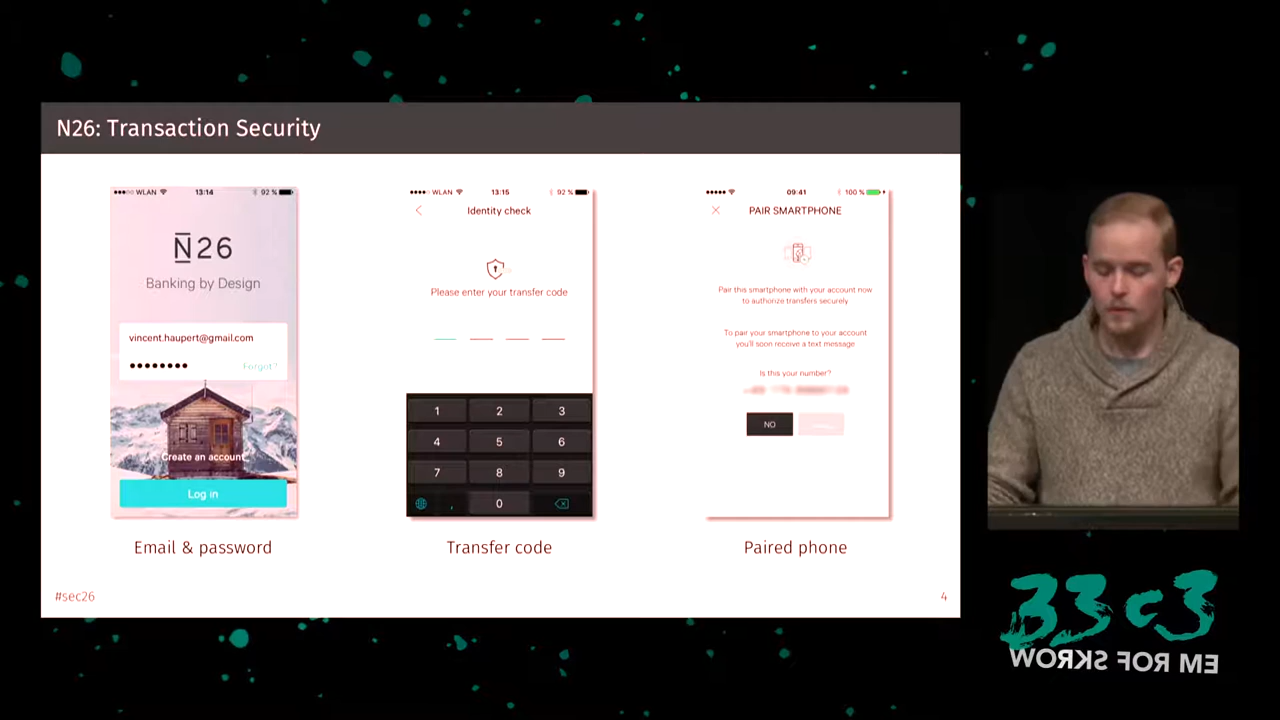 N26: Transaction Security
WLAN 13:14 92 %
N26
Banking by Design
vincent.haupert@gmail.com
Forgot?
Create an account
Log in
Email & password
WLAN 13:15 92 %
Identity check
Please enter your transfer code
1 2 3
4 5 6
7 8 9
, 0
Transfer code
09:41 100 %
PAIR SMARTPHONE
Pair this smartphone with your account now
to authorize transfers securely
To pair your smartphone to your account
you'll soon receive a text message
Is this your number?
NO
Paired phone
#sec26
4
33c3
WORKS FOR ME